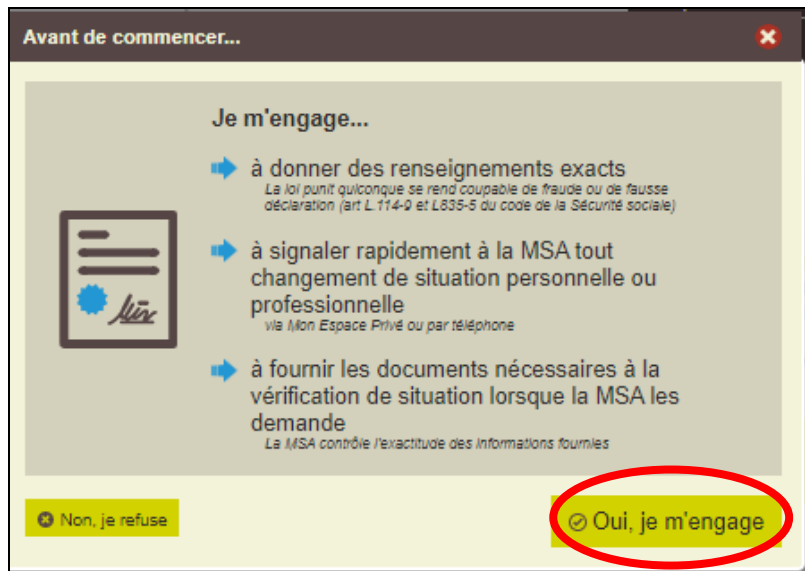 Avant de commencer...
Je m'engage...
à donner des renseignements exacts
La loi punit quiconque se rend coupable de fraude ou de fausse
déclaration (art L.114-9 et L835-5 du code de la Sécurité sociale)
à signaler rapidement à la MSA tout
changement de situation personnelle ou
professionnelle
via Mon Espace Privé ou par téléphone
à fournir les documents nécessaires à la
vérification de situation lorsque la MSA les
demande
La MSA contrôle l'exactitude des informations fournies
Non, je refuse
Oui, je m'engage